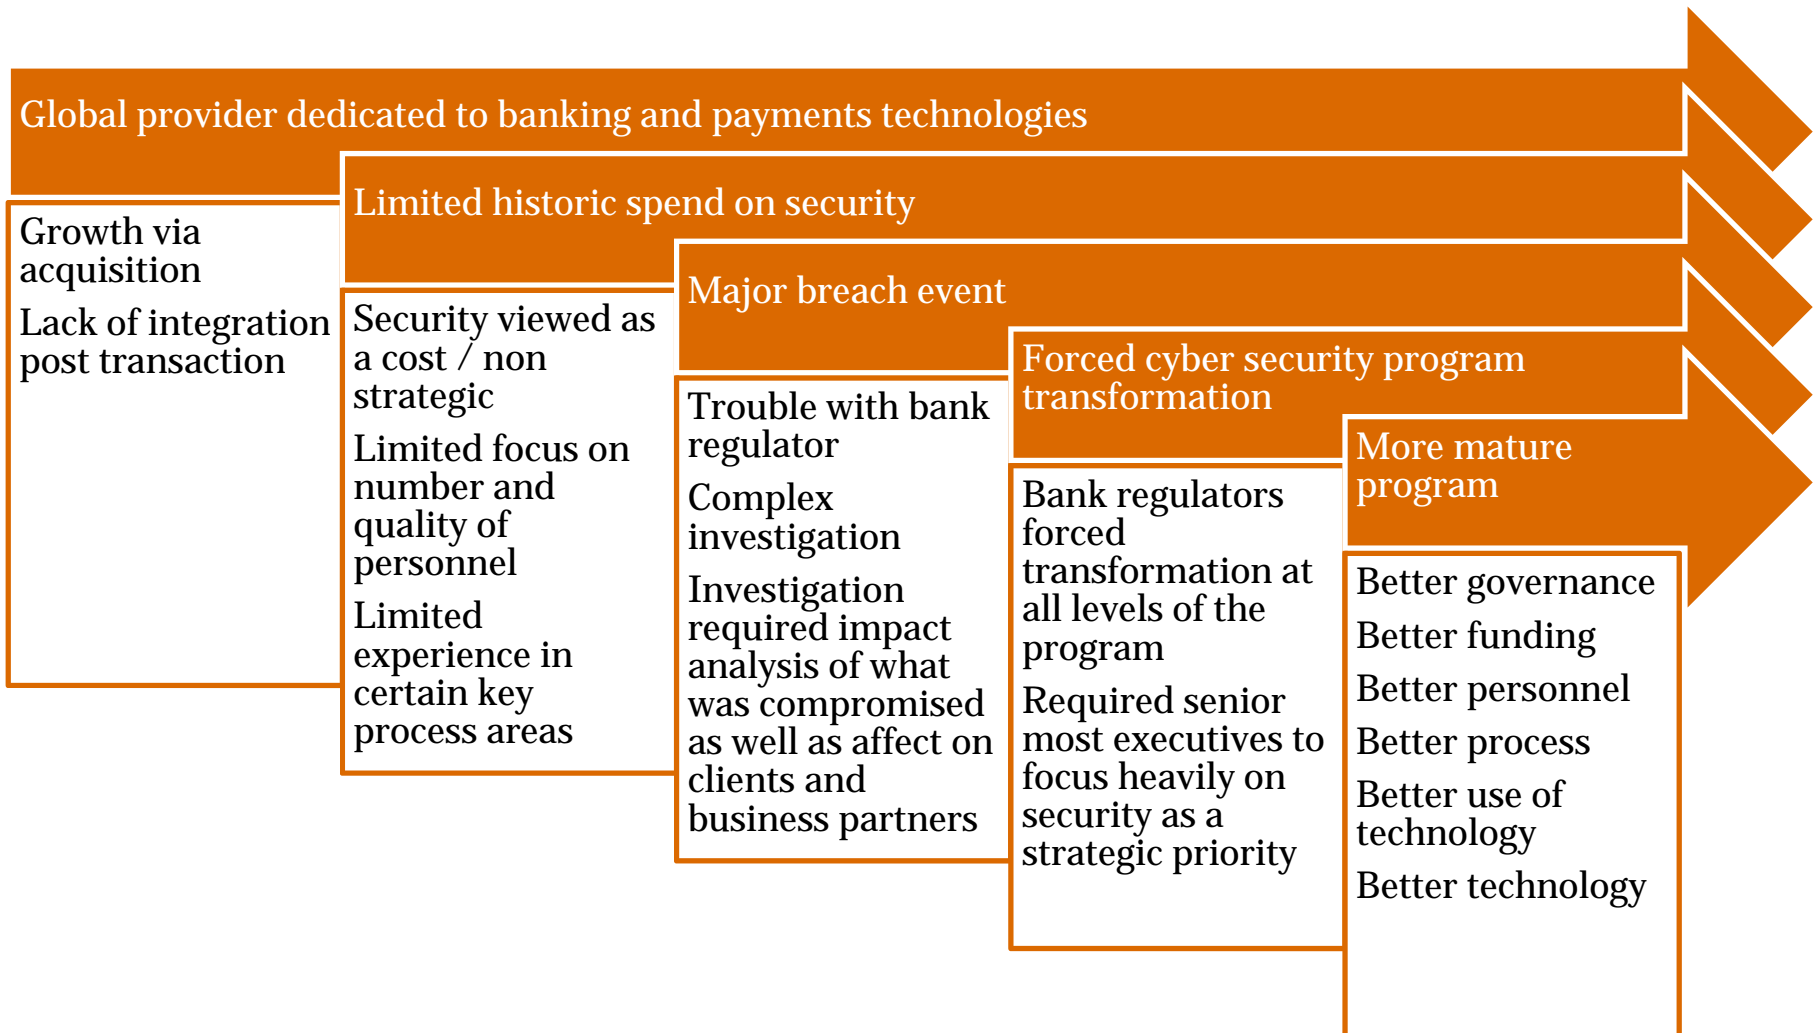 Global provider dedicated to banking and payments technologies
Growth via
acquisition
Lack of integration
post transaction
Limited historic spend on security
Security viewed as
a cost / non
strategic
Limited focus on
number and
quality of
personnel
Limited
experience in
certain key
process areas
Major breach event
Trouble with bank
regulator
Complex
investigation
Investigation
required impact
analysis of what
was compromised
as well as affect on
clients and
business partners
Forced cyber security program
transformation
Bank regulators
forced
transformation at
all levels of the
program
Required senior
most executives to
focus heavily on
security as a
strategic priority
More mature
program
Better governance
Better funding
Better personnel
Better process
Better use of
technology
Better technology